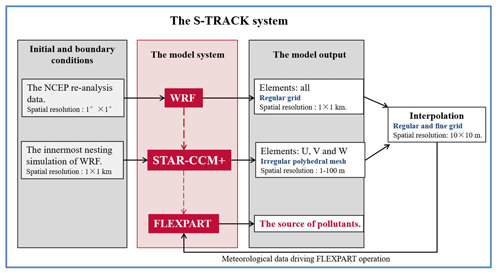 The S-TRACK system
Initial and boundary
conditions
The model system
The model output
The NCEP re-analysis
data.
Spatial resolution : 1° ×1°
WRF
Elements: all
Regular grid
Spatial resolution : 1×1 km.
Interpolation
Regular and fine grid
Spatial resolution: 10×10 m.
The innermost nesting
simulation of WRF.
Spatial resolution : 1×1 km
STAR-CCM+
Elements: U, V and W
Irregular polyhedral mesh
Spatial resolution : 1-100 m
FLEXPART
The source of pollutants.
Meteorological data driving FLEXPART operation